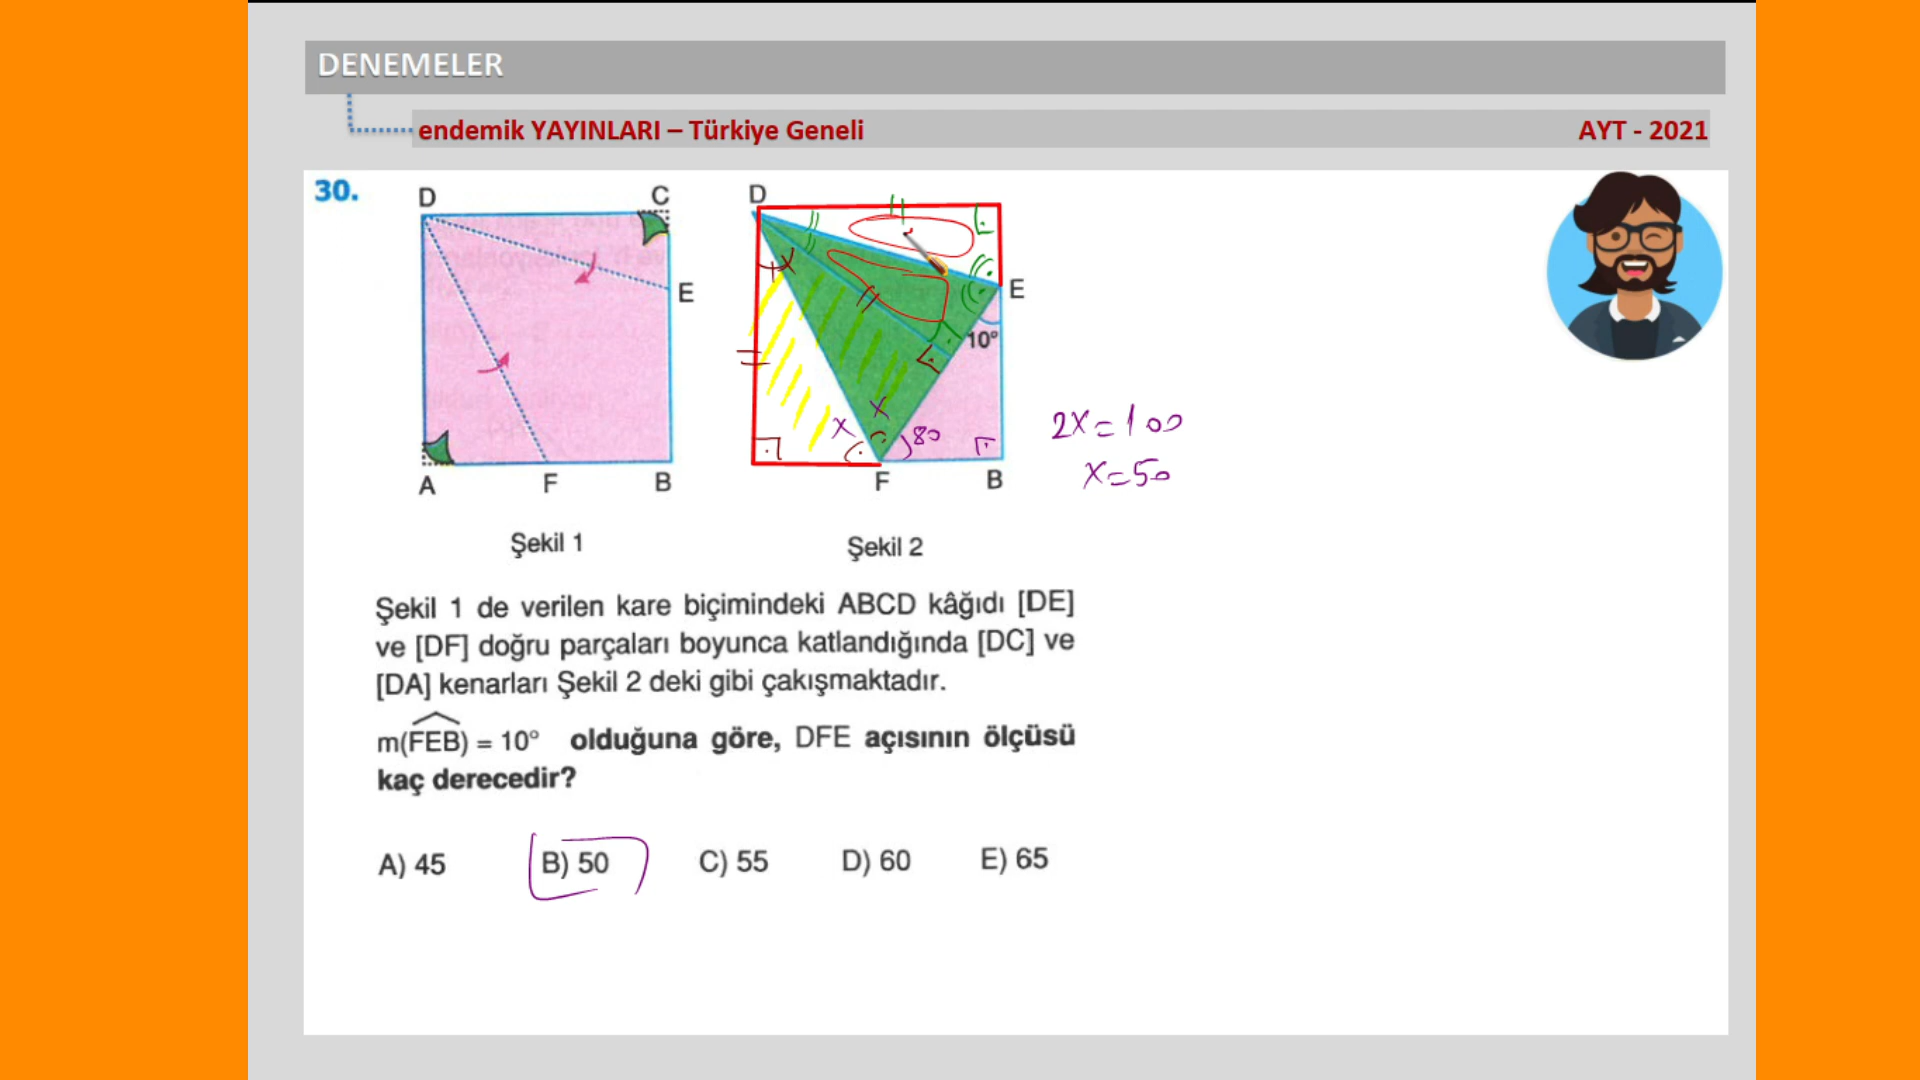 DENEMELER
endemik YAYINLARI – Türkiye Geneli
AYT - 2021
30.
D
C
E
A
F
B
Şekil 1
D
E
10°
x
x
80
F
B
Şekil 2
2x=100
x=50
Şekil 1 de verilen kare biçimindeki ABCD kâğıdı [DE]
ve [DF] doğru parçaları boyunca katlandığında [DC] ve
[DA] kenarları Şekil 2 deki gibi çakışmaktadır.
m(FEB) = 10° olduğuna göre, DFE açısının ölçüsü
kaç derecedir?
A) 45
B) 50
C) 55
D) 60
E) 65